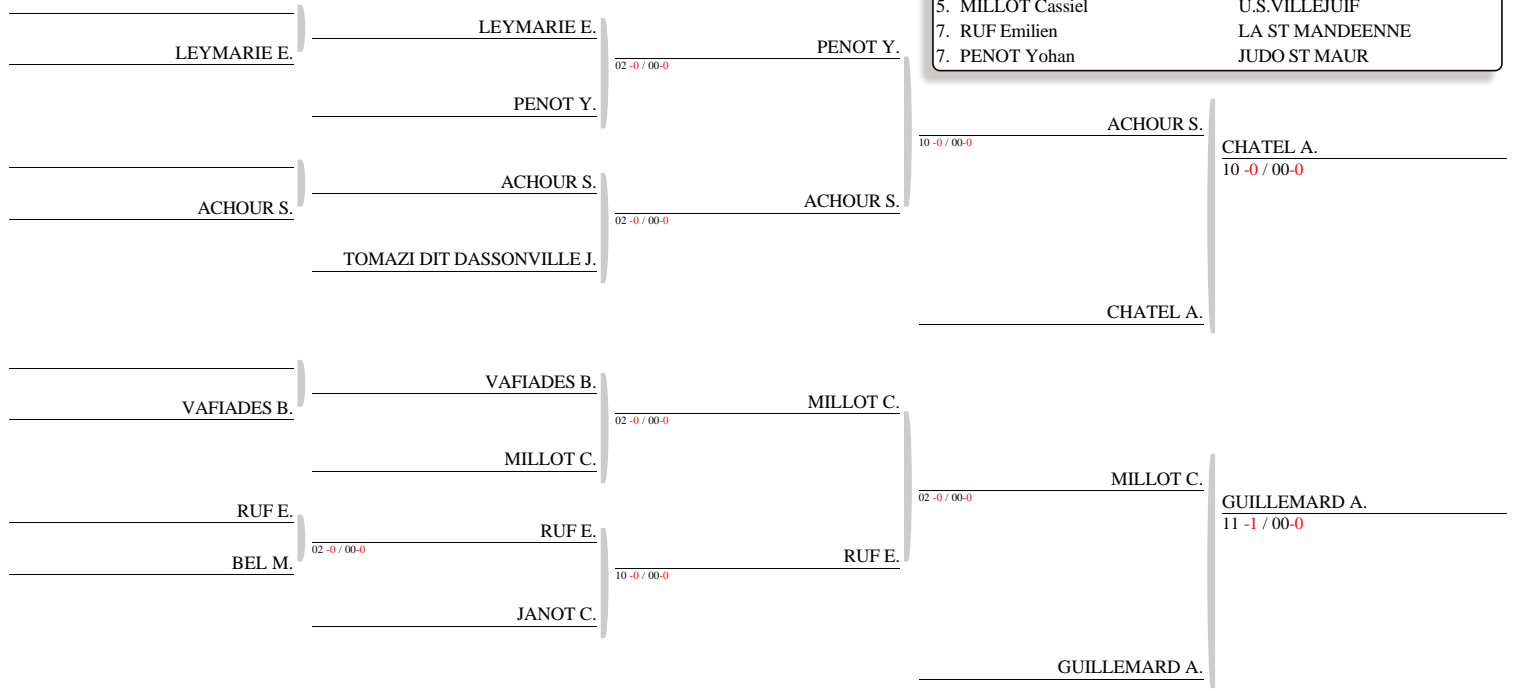 5. MILLOT Cassiel U.S.VILLEJUIF
7. RUF Emilien LA ST MANDEENNE
7. PENOT Yohan JUDO ST MAUR
LEYMARIE E.
LEYMARIE E.
PENOT Y.
02 -0 / 00-0
PENOT Y.
ACHOUR S.
10 -0 / 00-0
CHATEL A.
10 -0 / 00-0
ACHOUR S.
ACHOUR S.
ACHOUR S.
02 -0 / 00-0
TOMAZI DIT DASSONVILLE J.
CHATEL A.
VAFIADES B.
VAFIADES B.
MILLOT C.
02 -0 / 00-0
MILLOT C.
MILLOT C.
02 -0 / 00-0
GUILLEMARD A.
11 -1 / 00-0
RUF E.
RUF E.
02 -0 / 00-0
BEL M.
RUF E.
10 -0 / 00-0
JANOT C.
GUILLEMARD A.